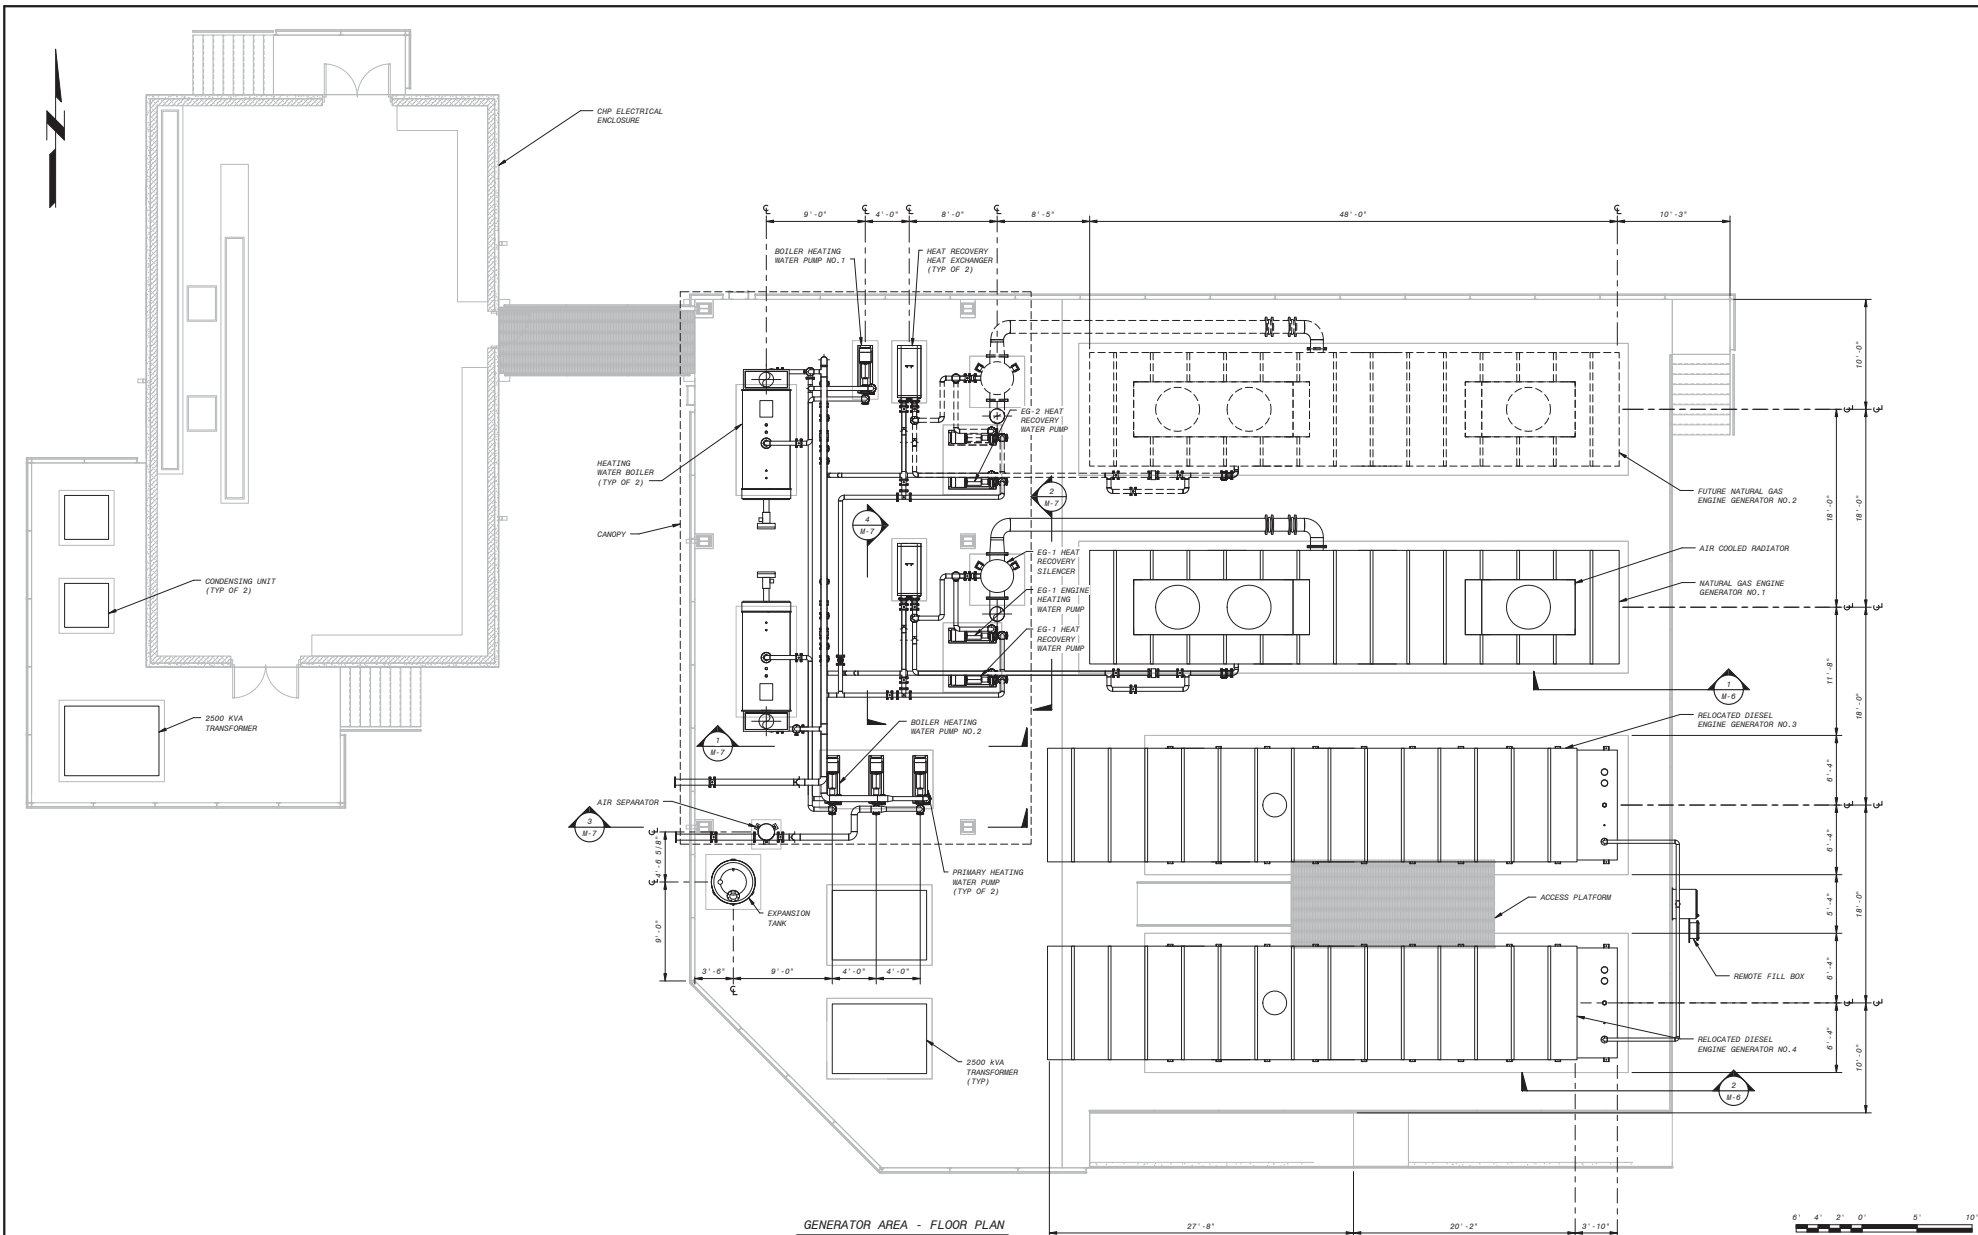 N
CHP ELECTRICAL
ENCLOSURE
9'-0"
4'-0"
8'-0"
8'-5"
48'-0"
10'-3"
BOILER HEATING
WATER PUMP NO.1
HEAT RECOVERY
HEAT EXCHANGER
(TYP OF 2)
10'-0"
EG-2 HEAT
RECOVERY
WATER PUMP
HEATING
WATER BOILER
(TYP OF 2)
2
M-7
FUTURE NATURAL GAS
ENGINE GENERATOR NO.2
18'-0"
18'-0"
4
M-7
CANOPY
AIR COOLED RADIATOR
EG-1 HEAT
RECOVERY
SILENCER
CONDENSING UNIT
(TYP OF 2)
NATURAL GAS ENGINE
GENERATOR NO.1
EG-1 ENGINE
HEATING
WATER PUMP
EG-1 HEAT
RECOVERY
WATER PUMP
11'-8"
18'-0"
1
M-6
2500 KVA
TRANSFORMER
BOILER HEATING
WATER PUMP NO.2
RELOCATED DIESEL
ENGINE GENERATOR NO.3
1
M-7
6'-4"
AIR SEPARATOR
3
M-7
4'-6 5/8"
6'-4"
PRIMARY HEATING
WATER PUMP
(TYP OF 2)
ACCESS PLATFORM
5'-4"
18'-0"
EXPANSION
TANK
9'-0"
3'-6"
9'-0"
4'-0"
4'-0"
REMOTE FILL BOX
6'-4"
RELOCATED DIESEL
ENGINE GENERATOR NO.4
6'-4"
10'-0"
2500 kVA
TRANSFORMER
(TYP)
2
M-6
GENERATOR AREA - FLOOR PLAN
27'-8"
20'-2"
3'-10"
6' 4' 2' 0' 5' 10'